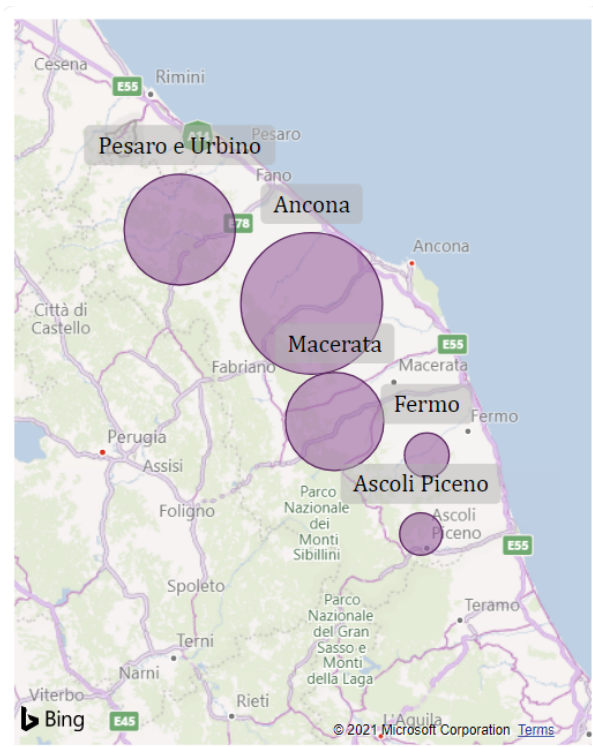 Cesena
Rimini
E55
A14
Pesaro
Pesaro e Urbino
Fano
Ancona
E78
Ancona
Città di
Castello
E55
Macerata
Fabriano
Macerata
Fermo
Fermo
Perugia
Assisi
Ascoli Piceno
Foligno
Parco
Nazionale
dei
Monti
Sibillini
Ascoli
Piceno
E55
Spoleto
Parco
Nazionale
del Gran
Sasso e
Monti
della Laga
Teramo
Terni
Narni
Viterbo
Rieti
Bing
E45
L'Aquila
© 2021 Microsoft Corporation Terms